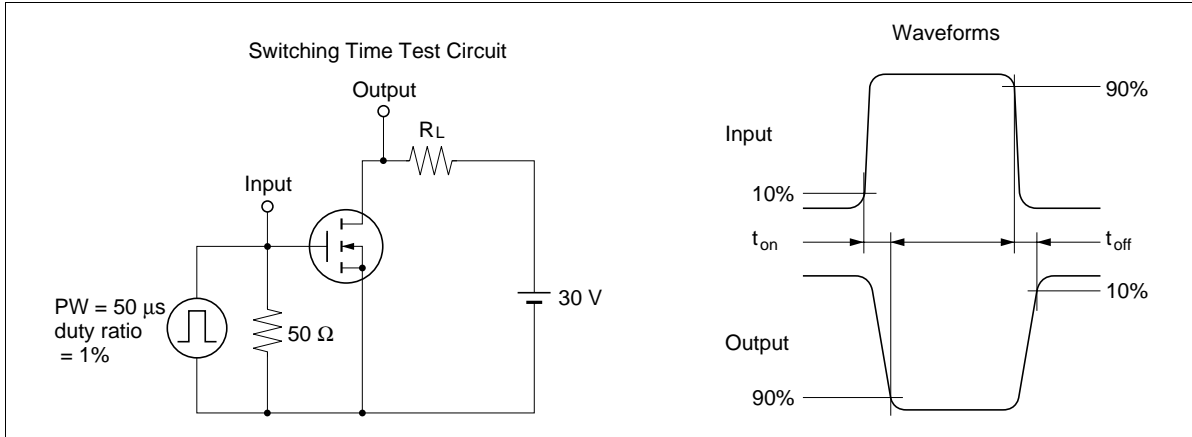 Switching Time Test Circuit
Output
RL
Input
PW = 50 μs
duty ratio
= 1%
50 Ω
30 V
Waveforms
Input
90%
10%
ton
toff
10%
Output
90%